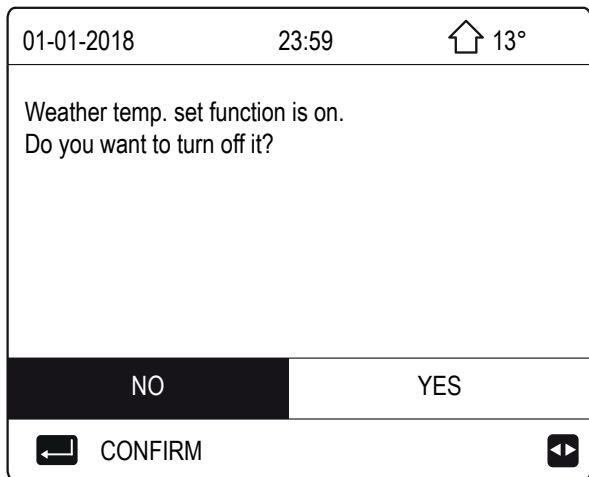 01-01-2018 23:59 13°
Weather temp. set function is on.
Do you want to turn off it?
NO YES
CONFIRM